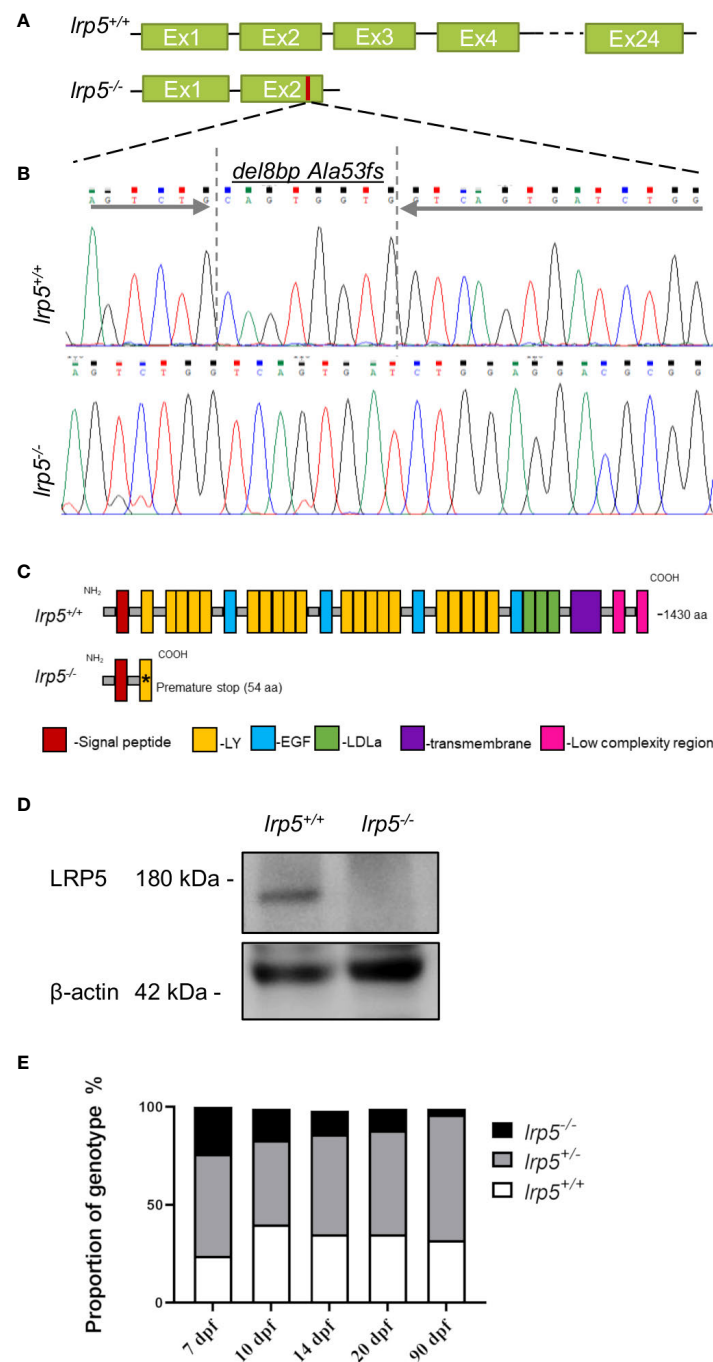 A
lrp5+/+
Ex1 Ex2 Ex3 Ex4 Ex24
lrp5-/-
Ex1 Ex2
B
del8bp Ala53fs
A G T C T G C A G T G G T G G T C A G T G A T C T G G
lrp5+/+
A G T C T G G T C A G T G A T C T G G A G G A C G C G G
lrp5-/-
C
NH2 COOH
lrp5+/+ -1430 aa
NH2 COOH
lrp5-/- * Premature stop (54 aa)
-Signal peptide -LY -EGF -LDLa -transmembrane -Low complexity region
D
lrp5+/+ lrp5-/-
LRP5 180 kDa -
β-actin 42 kDa -
E
Proportion of genotype %
100
50
0
7 dpf 10 dpf 14 dpf 20 dpf 90 dpf
lrp5-/-
lrp5+/-
lrp5+/+